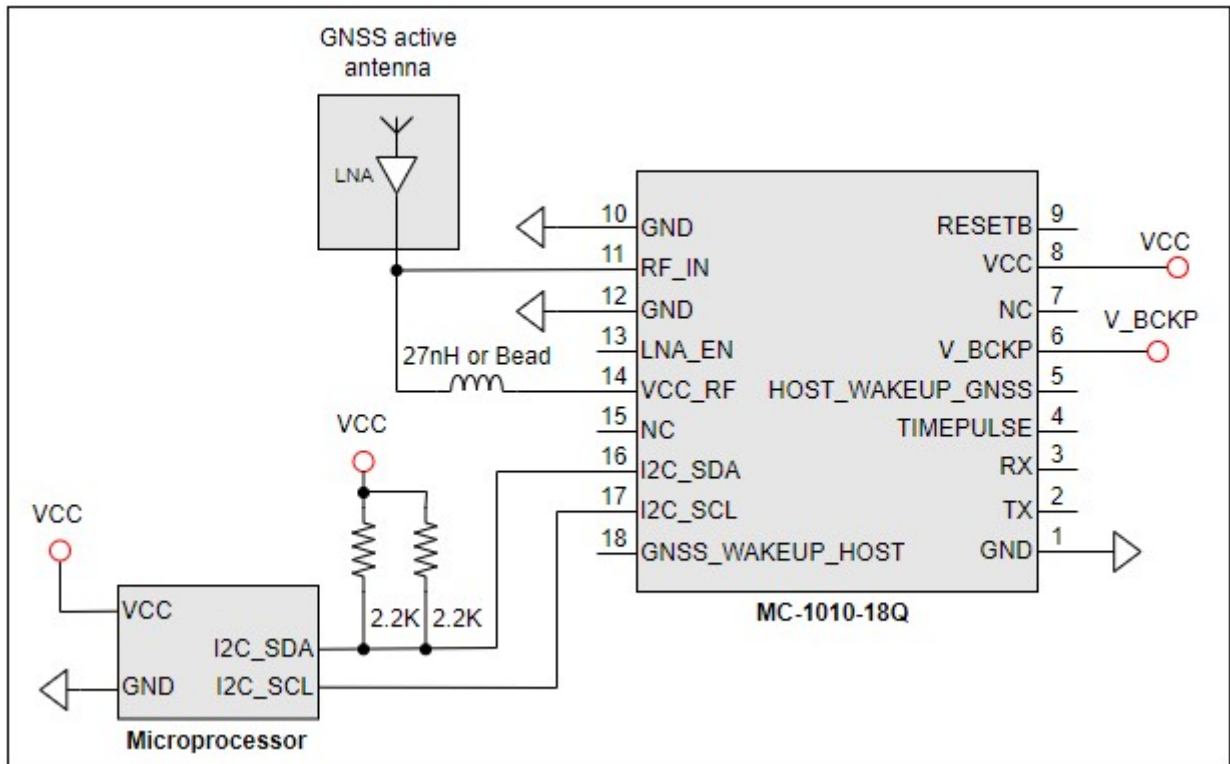 GNSS active
antenna
LNA
10
GND
11
RF_IN
12
GND
13
LNA_EN
27nH or Bead
14
VCC_RF
15
NC
16
I2C_SDA
17
I2C_SCL
18
GNSS_WAKEUP_HOST
RESETB
9
VCC
8
VCC
NC
7
V_BCKP
6
V_BCKP
HOST_WAKEUP_GNSS
5
TIMEPULSE
4
RX
3
TX
2
GND
1
MC-1010-18Q
VCC
2.2K
2.2K
VCC
VCC
GND
I2C_SDA
I2C_SCL
Microprocessor